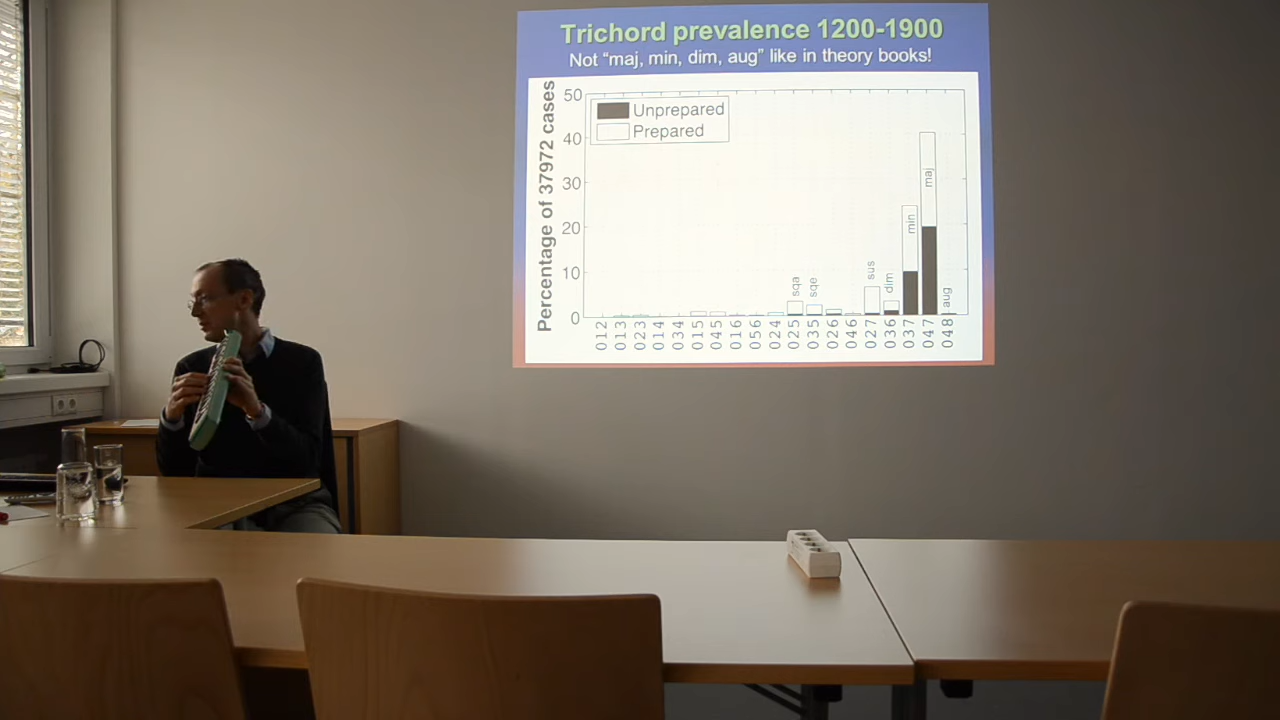 Trichord prevalence 1200-1900
Not “maj, min, dim, aug” like in theory books!
Percentage of 37972 cases
50
40
30
20
10
0
Unprepared
Prepared
sqa
sqe
sus
dim
min
maj
aug
012
013
023
014
034
015
045
016
056
024
025
035
026
046
027
036
037
047
048